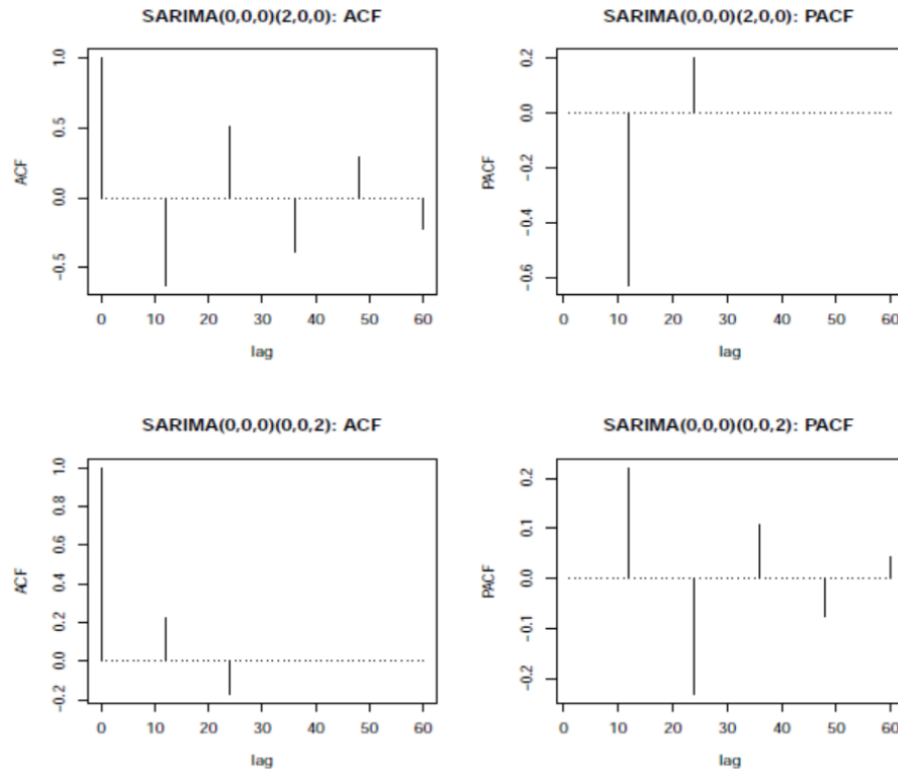 SARIMA(0,0,0)(2,0,0): ACF
SARIMA(0,0,0)(2,0,0): PACF
ACF
1.0
0.5
0.0
−0.5
0 10 20 30 40 50 60
lag
PACF
0.2
0.0
−0.2
−0.4
−0.6
0 10 20 30 40 50 60
lag
SARIMA(0,0,0)(0,0,2): ACF
SARIMA(0,0,0)(0,0,2): PACF
ACF
1.0
0.8
0.6
0.4
0.2
0.0
−0.2
0 10 20 30 40 50 60
lag
PACF
0.2
0.1
0.0
−0.1
−0.2
0 10 20 30 40 50 60
lag